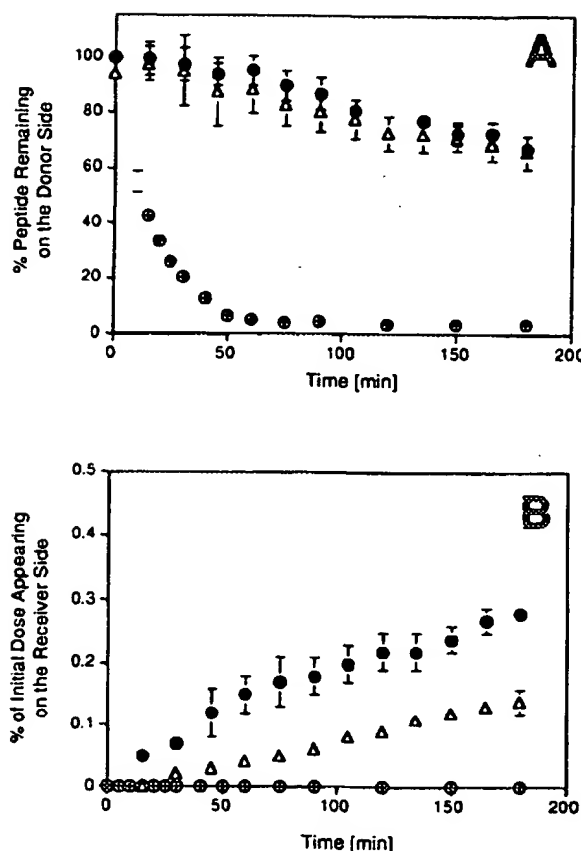 A
% Peptide Remaining
on the Donor Side
100
80
60
40
20
0
0
50
100
150
200
Time [min]
B
% of Initial Dose Appearing
on the Receiver Side
0.5
0.4
0.3
0.2
0.1
0
0
50
100
150
200
Time [min]